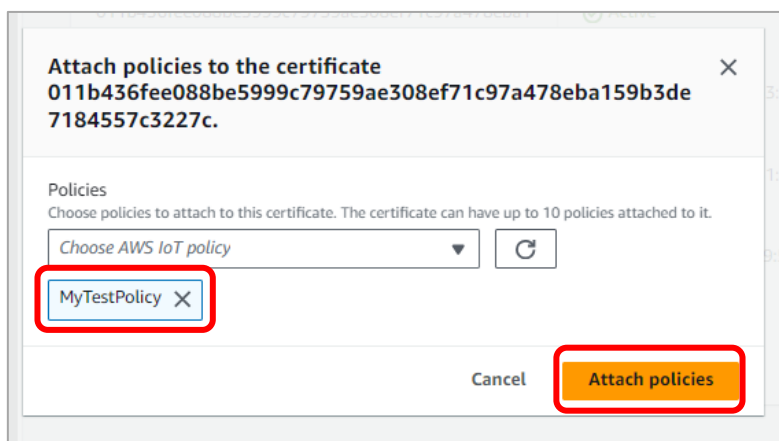 Active
Attach policies to the certificate
011b436fee088be5999c79759ae308ef71c97a478eba159b3de
7184557c3227c.
Policies
Choose policies to attach to this certificate. The certificate can have up to 10 policies attached to it.
Choose AWS IoT policy
MyTestPolicy
Cancel
Attach policies